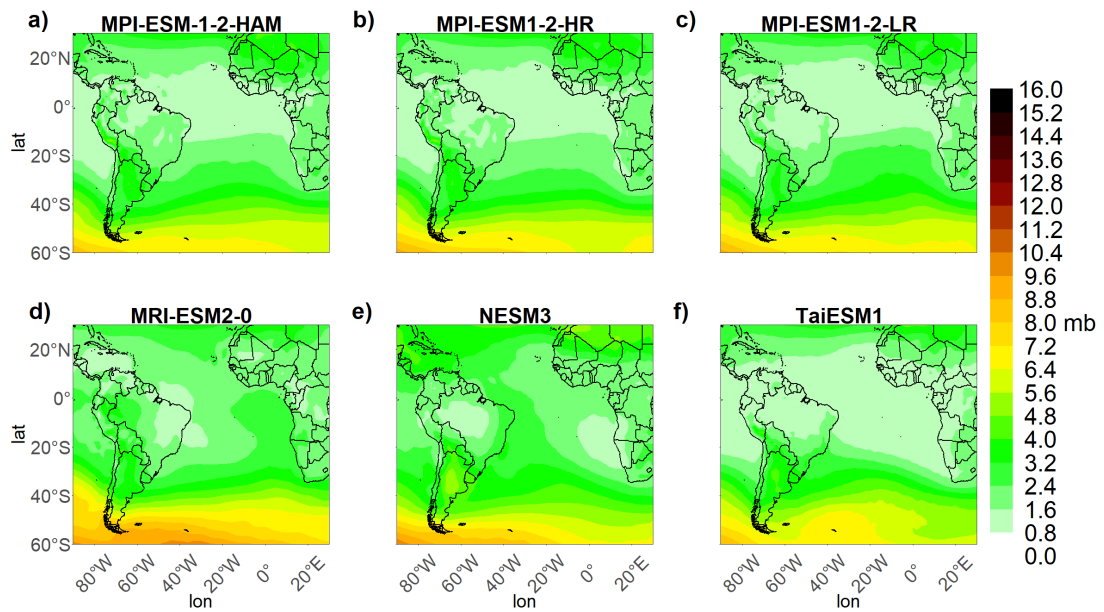 a) MPI-ESM-1-2-HAM
b) MPI-ESM1-2-HR
c) MPI-ESM1-2-LR
20°N
0°
20°S
40°S
60°S
lat
d) MRI-ESM2-0
e) NESM3
f) TaiESM1
20°N
0°
20°S
40°S
60°S
lat
80°W 60°W 40°W 20°W 0° 20°E
80°W 60°W 40°W 20°W 0° 20°E
80°W 60°W 40°W 20°W 0° 20°E
lon
lon
lon
16.0
15.2
14.4
13.6
12.8
12.0
11.2
10.4
9.6
8.8
8.0 mb
7.2
6.4
5.6
4.8
4.0
3.2
2.4
1.6
0.8
0.0